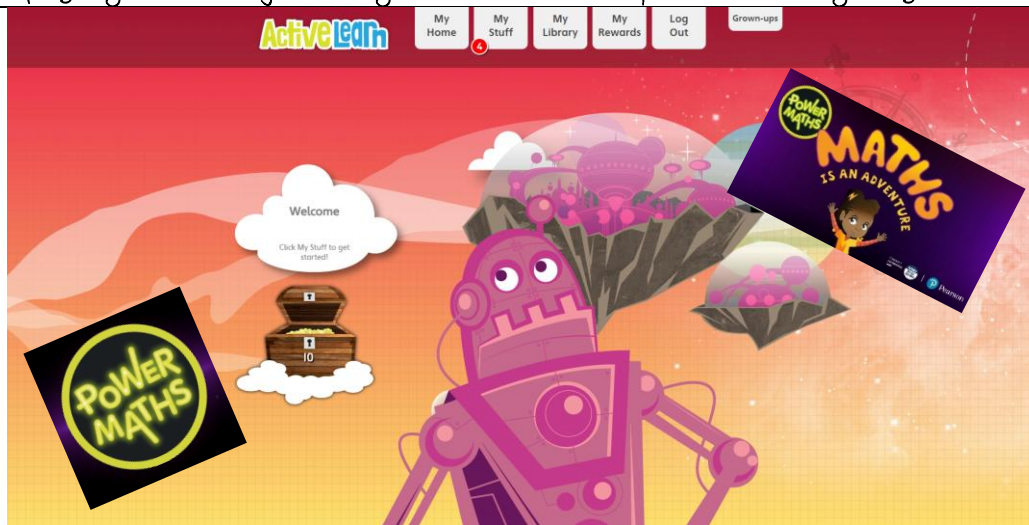 ActiveLearn
My Home
My Stuff
4
My Library
My Rewards
Log Out
Grown-ups
POWER MATHS
MATHS
IS AN ADVENTURE
Pearson
Welcome
Click My Stuff to get
started!
10
POWER
MATHS